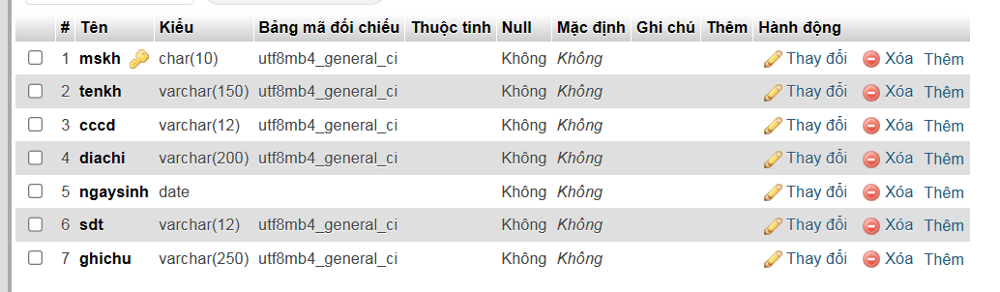 # Tên Kiểu Bảng mã đối chiếu Thuộc tính Null Mặc định Ghi chú Thêm Hành động
1 mskh char(10) utf8mb4_general_ci Không Không Thay đổi Xóa Thêm
2 tenkh varchar(150) utf8mb4_general_ci Không Không Thay đổi Xóa Thêm
3 cccd varchar(12) utf8mb4_general_ci Không Không Thay đổi Xóa Thêm
4 diachi varchar(200) utf8mb4_general_ci Không Không Thay đổi Xóa Thêm
5 ngaysinh date Không Không Thay đổi Xóa Thêm
6 sdt varchar(12) utf8mb4_general_ci Không Không Thay đổi Xóa Thêm
7 ghichu varchar(250) utf8mb4_general_ci Không Không Thay đổi Xóa Thêm